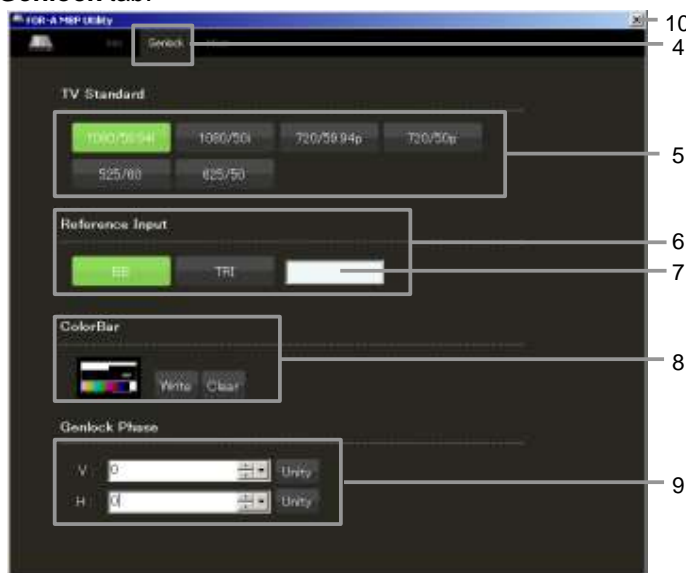 Genlock tab.
FOR-A MBP Utility
10
Genlock
4
TV Standard
1080/59.94i 1080/50i 720/59.94p 720/50p
5
525/60 625/50
Reference Input
6
BB TRI
7
ColorBar
8
Write Clear
Genlock Phase
V : 0 Unity
9
H : 0 Unity